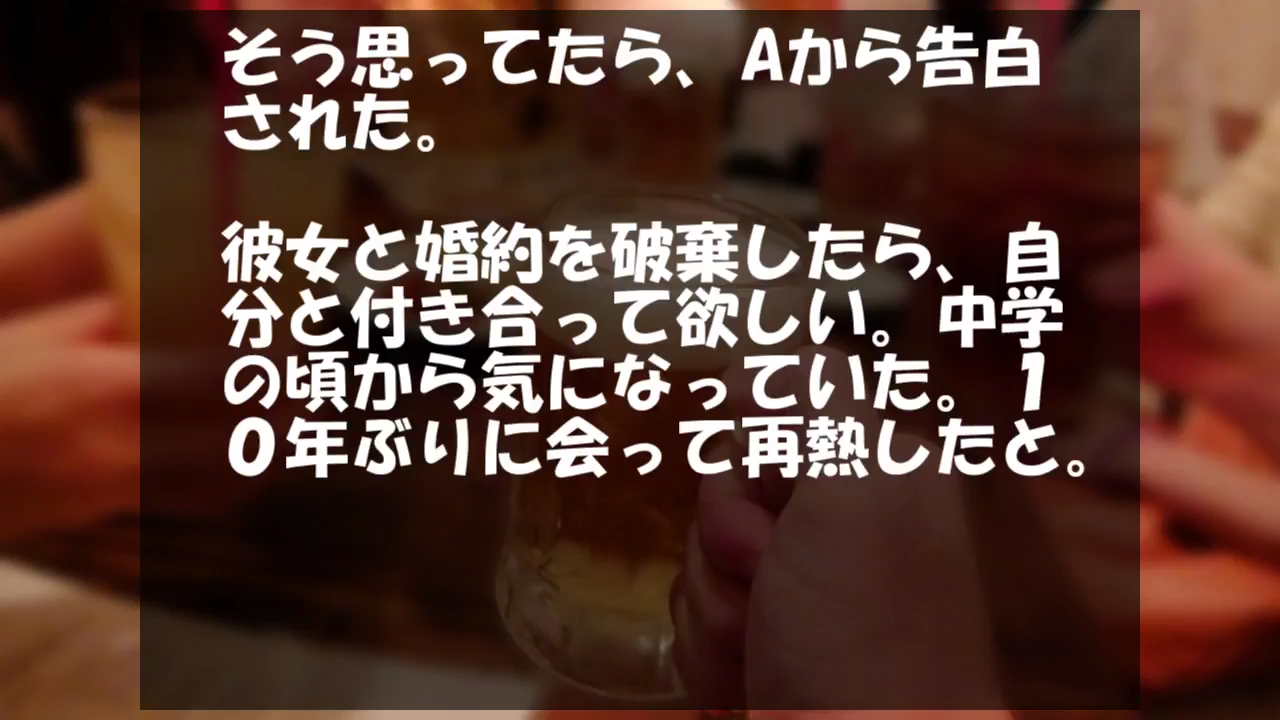 そう思ってたら、Aから告白
された。
彼女と婚約を破棄したら、自
分と付き合って欲しい。中学
の頃から気になっていた。１
０年ぶりに会って再熱したと。